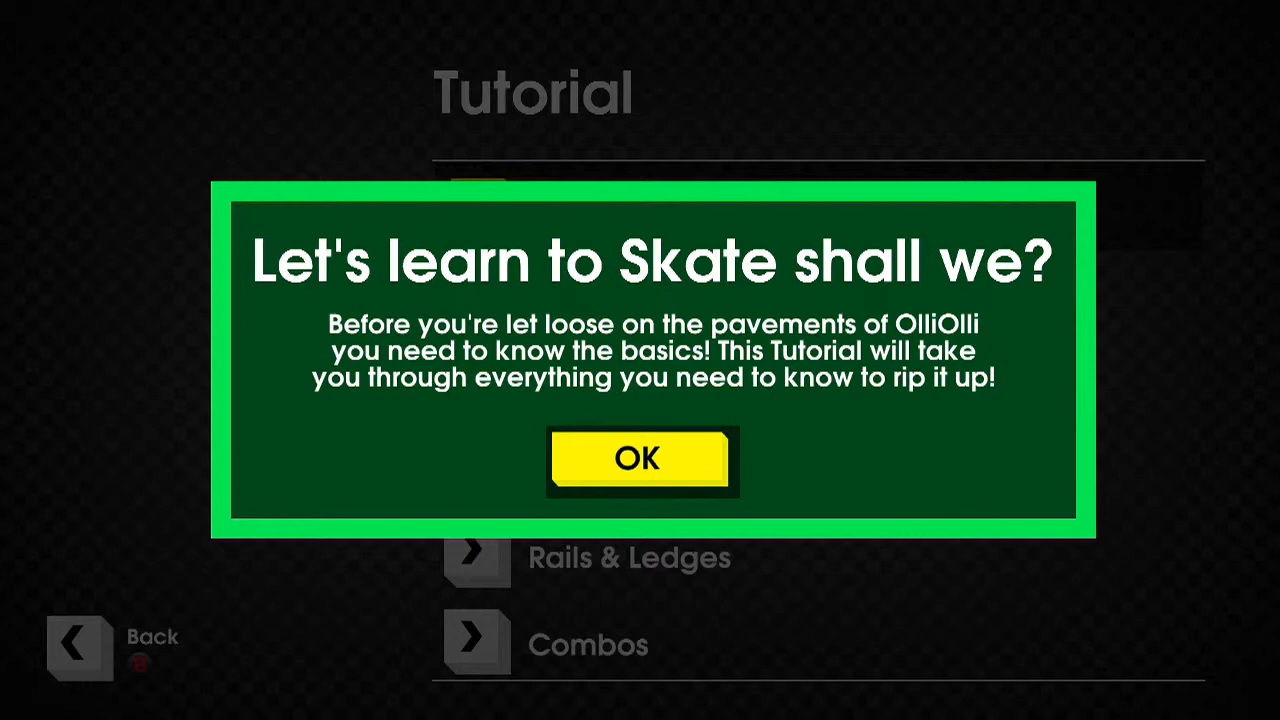 Tutorial
Let's learn to Skate shall we?
Before you're let loose on the pavements of OlliOlli
you need to know the basics! This Tutorial will take
you through everything you need to know to rip it up!
OK
Rails & Ledges
Back
Combos